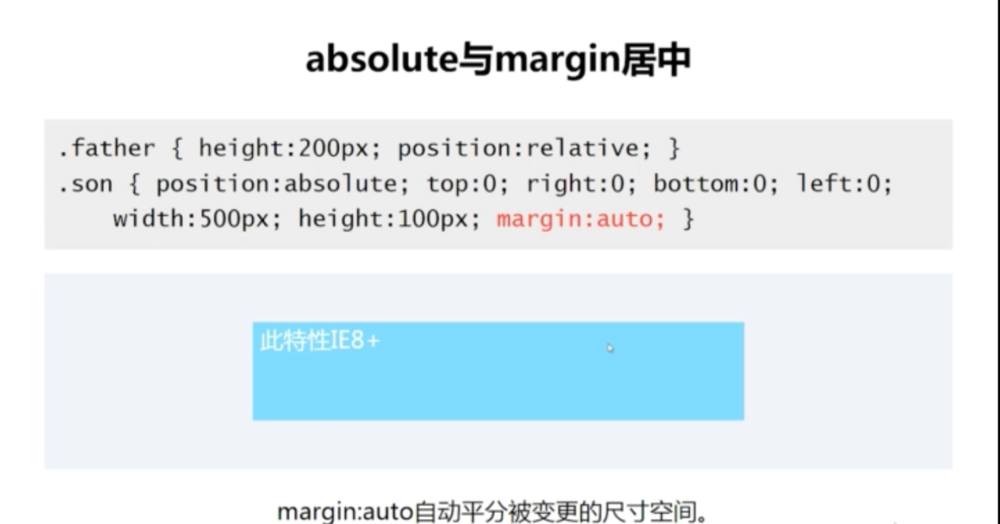 absolute与margin居中
.father { height:200px; position:relative; }
.son { position:absolute; top:0; right:0; bottom:0; left:0;
width:500px; height:100px; margin:auto; }
此特性IE8+
margin:auto自动平分被变更的尺寸空间。